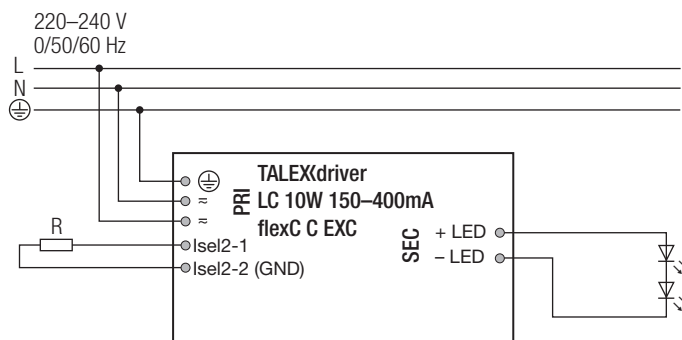 220–240 V
0/50/60 Hz
L
N
TALEXXdriver
LC 10W 150–400mA
flexC C EXC
PRI
≈
≈
R
Isel2-1
Isel2-2 (GND)
SEC
+ LED
– LED